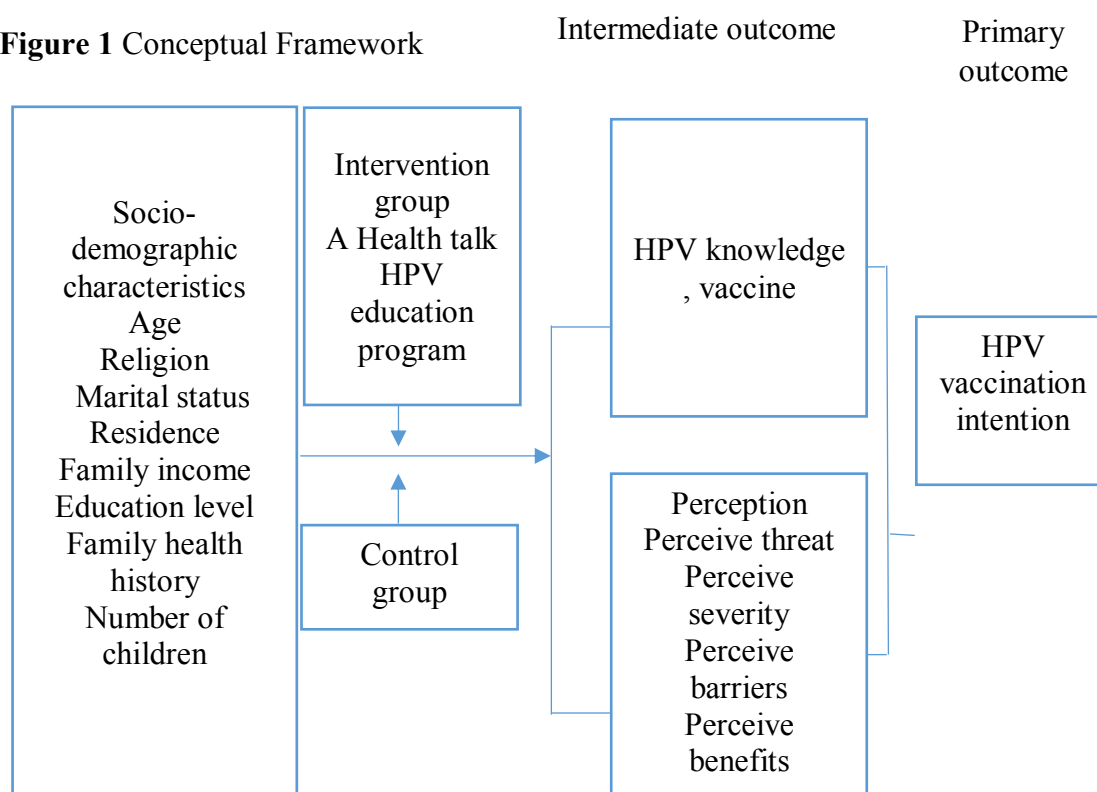 Figure 1 Conceptual Framework
Intermediate outcome
Primary
outcome
Socio-
demographic
characteristics
Age
Religion
Marital status
Residence
Family income
Education level
Family health
history
Number of
children
Intervention
group
A Health talk
HPV
education
program
Control
group
HPV knowledge
, vaccine
Perception
Perceive threat
Perceive
severity
Perceive
barriers
Perceive
benefits
HPV
vaccination
intention